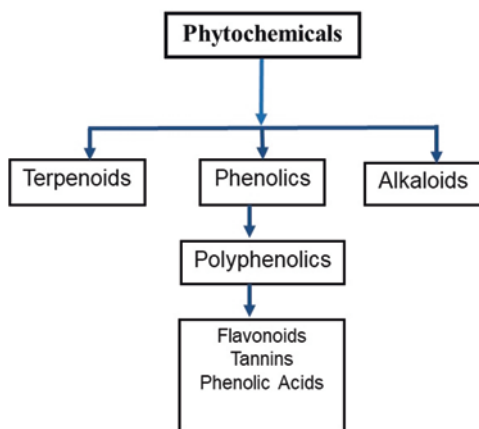 Phytochemicals
Terpenoids
Phenolics
Alkaloids
Polyphenolics
Flavonoids
Tannins
Phenolic Acids